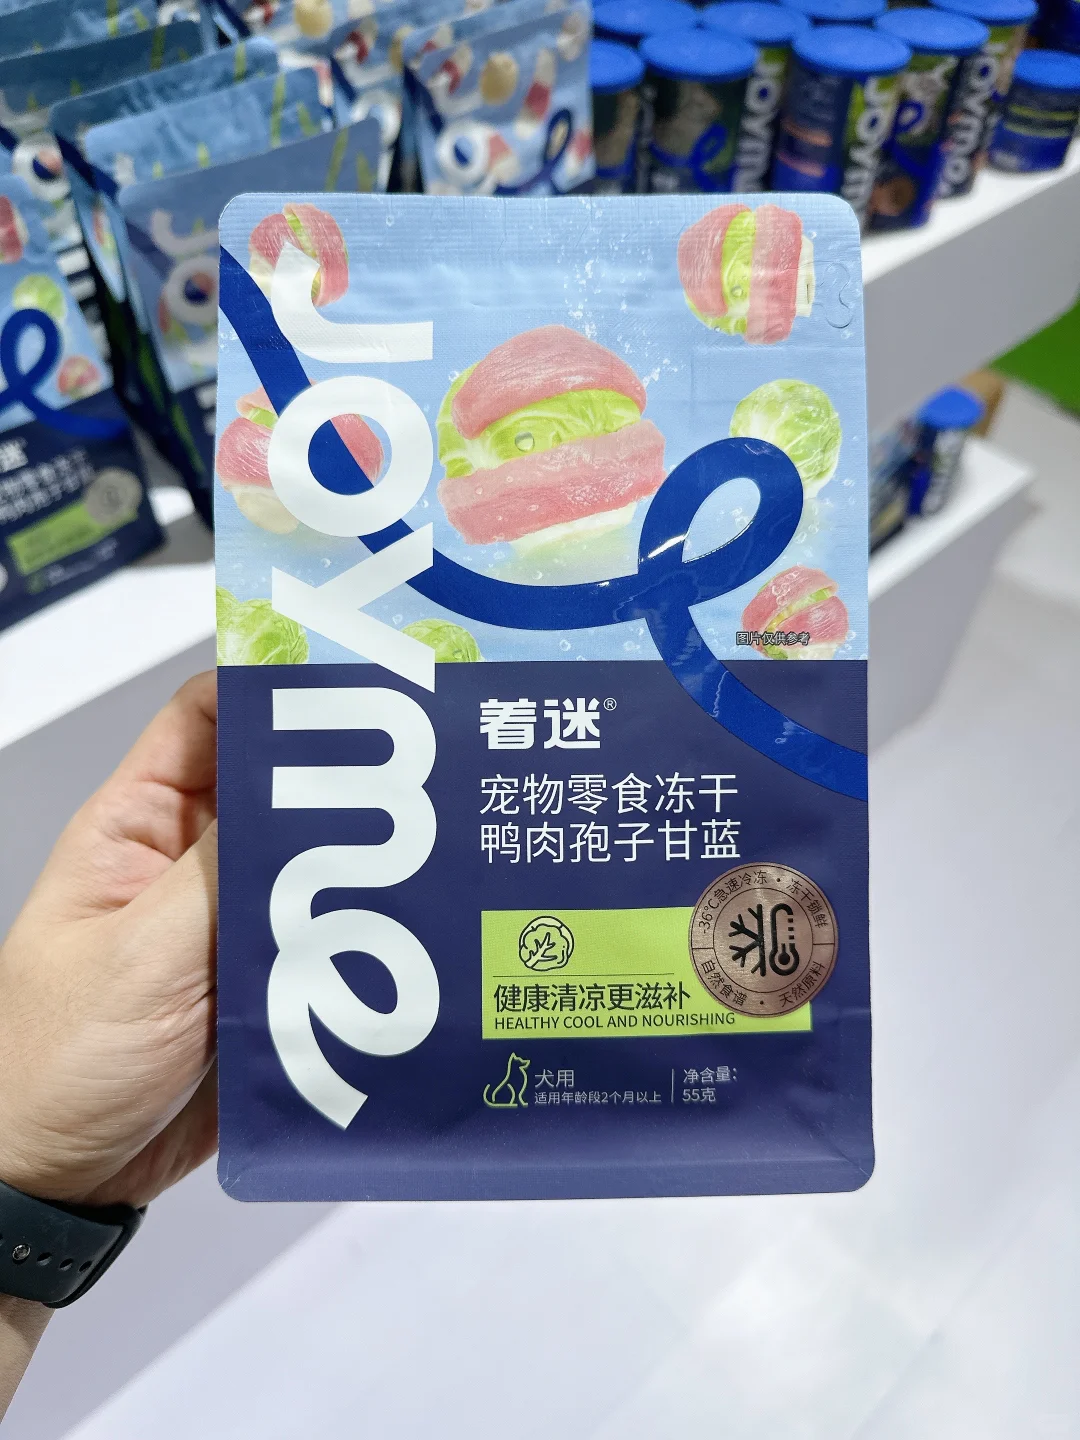 Joyme
图片仅供参考
着迷®
宠物零食冻干
鸭肉孢子甘蓝
-36°C急速冷冻 · 冻干锁鲜
自然食谱 · 天然原料
健康清凉更滋补
HEALTHY COOL AND NOURISHING
犬用
适用年龄段2个月以上
净含量:
55克